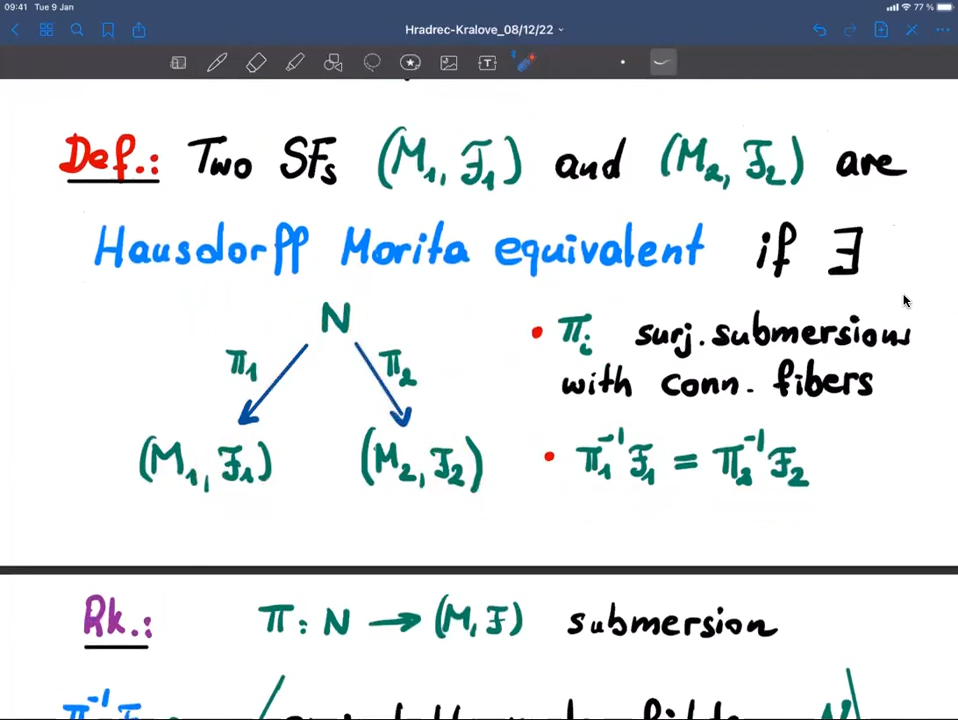 09:41 Tue 9 Jan
77 %
Hradrec-Kralove_08/12/22
Def.: Two SFs (M₁, ℱ₁) and (M₂, ℱ₂) are
Hausdorff Morita equivalent if ∃
N
π₁ π₂
(M₁, ℱ₁) (M₂, ℱ₂)
• πᵢ surj. submersions
with conn. fibers
• π₁⁻¹ℱ₁ = π₂⁻¹ℱ₂
Rk.: π: N → (M, ℱ) submersion
π⁻¹ℱ